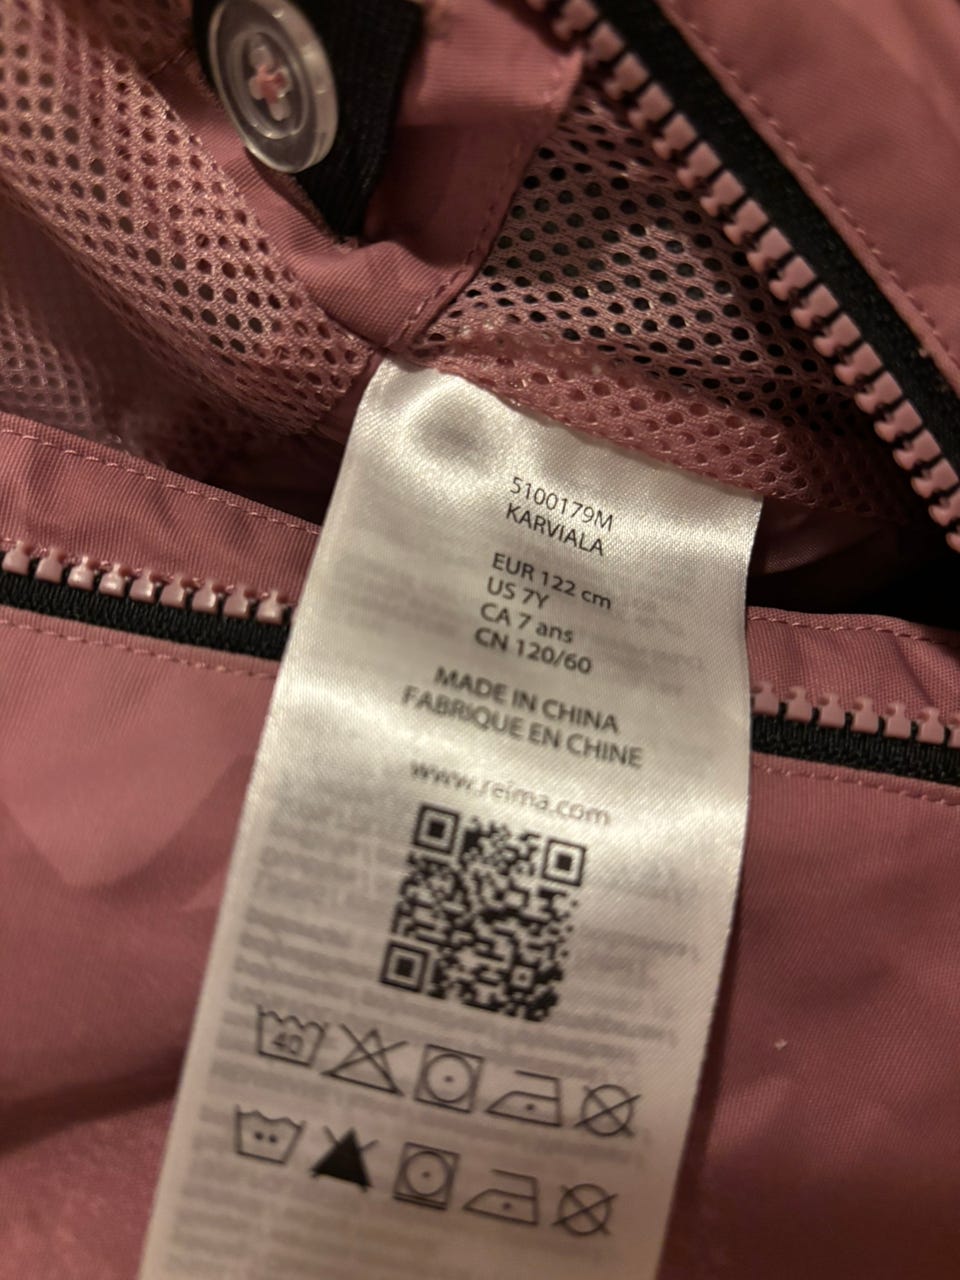 5100179M
KARVIALA
EUR 122 cm
US 7Y
CA 7 ans
CN 120/60
MADE IN CHINA
FABRIQUE EN CHINE
www.reima.com
40